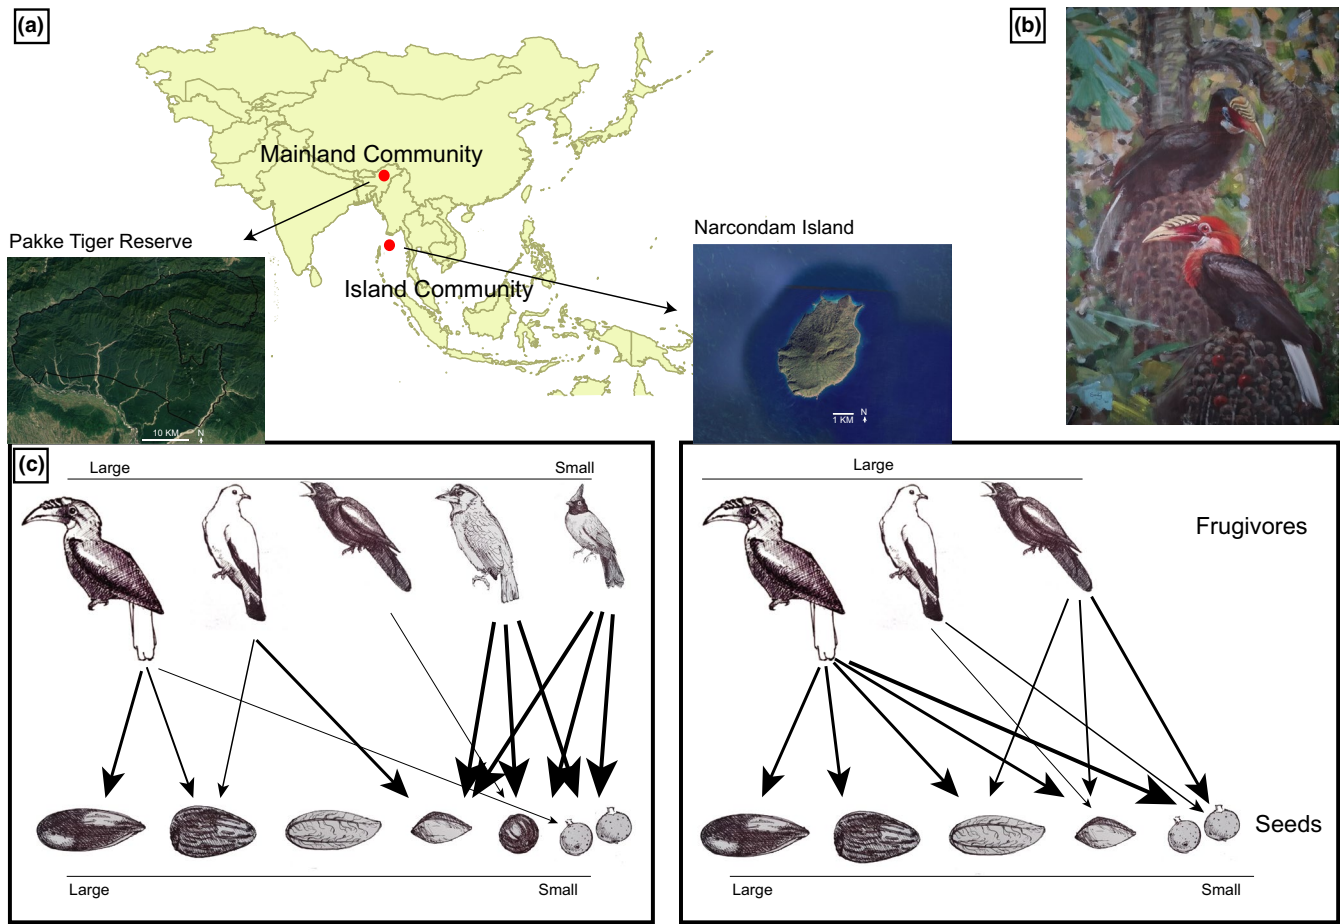 (a)
(b)
Mainland Community
Pakke Tiger Reserve
Narcondam Island
Island Community
10 KM
N
1 KM
N
(c)
Large
Small
Large
Frugivores
Seeds
Large
Small
Large
Small